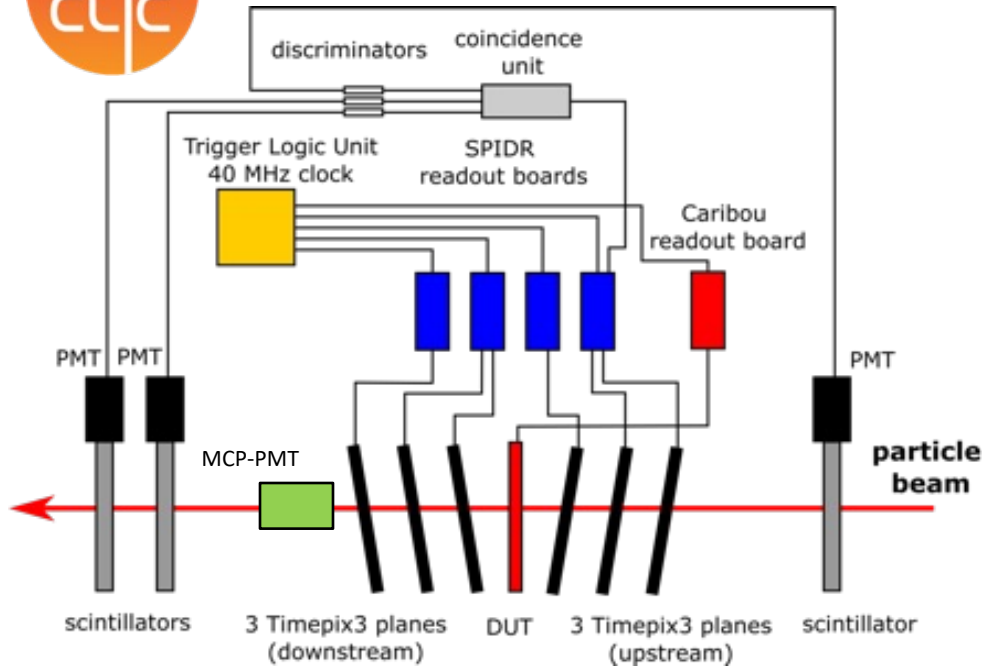 CLIC
discriminators
coincidence
unit
Trigger Logic Unit
40 MHz clock
SPIDR
readout boards
Caribou
readout board
PMT
PMT
PMT
MCP-PMT
particle
beam
scintillators
3 Timepix3 planes
(downstream)
DUT
3 Timepix3 planes
(upstream)
scintillator